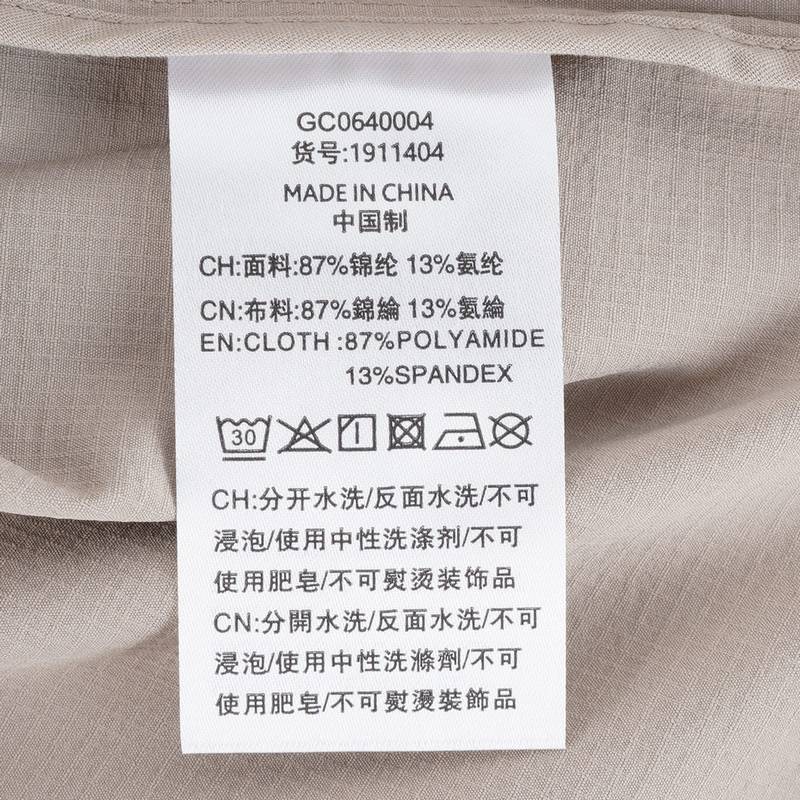 GC0640004
货号:1911404
MADE IN CHINA
中国制
CH:面料:87%锦纶 13%氨纶
CN:布料:87%錦綸 13%氨綸
EN:CLOTH :87%POLYAMIDE
13%SPANDEX
30
CH:分开水洗/反面水洗/不可
浸泡/使用中性洗涤剂/不可
使用肥皂/不可熨烫装饰品
CN:分開水洗/反面水洗/不可
浸泡/使用中性洗滌劑/不可
使用肥皂/不可熨燙裝飾品